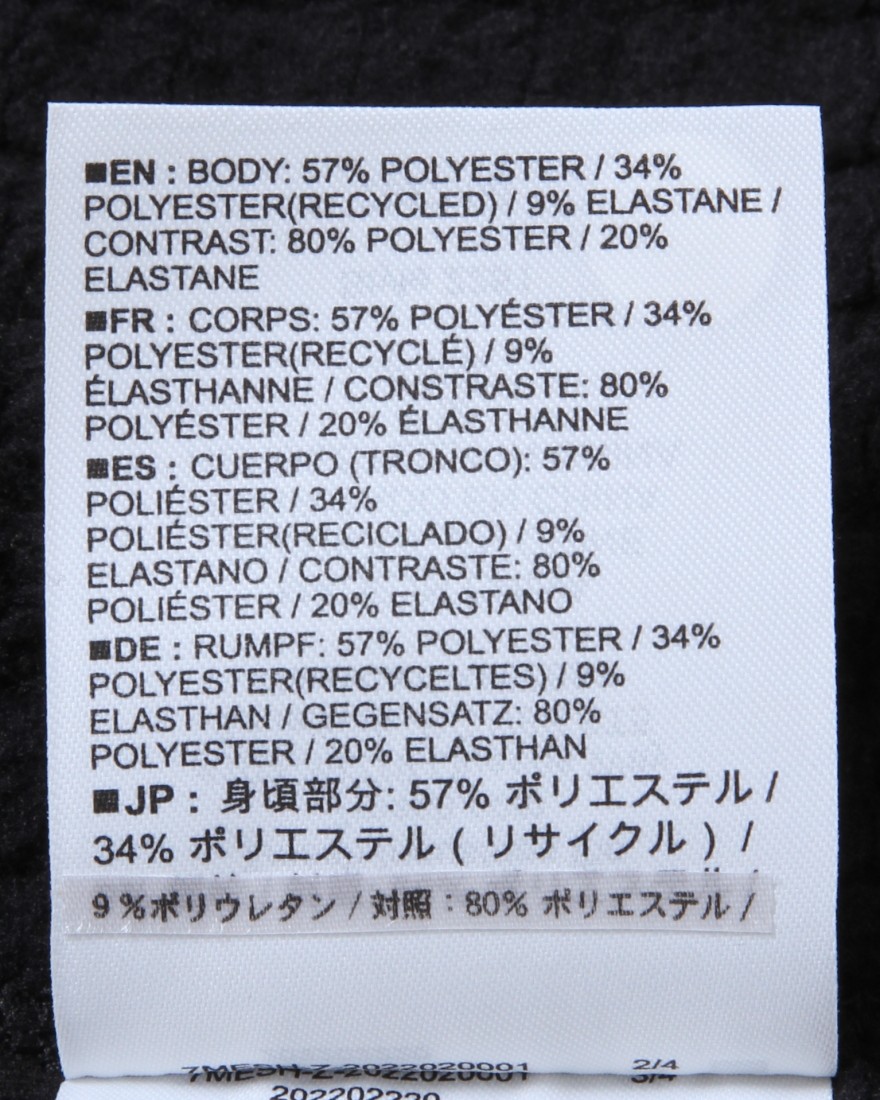 ■EN : BODY: 57% POLYESTER / 34%
POLYESTER(RECYCLED) / 9% ELASTANE /
CONTRAST: 80% POLYESTER / 20%
ELASTANE
■FR : CORPS: 57% POLYÉSTER / 34%
POLYESTER(RECYCLÉ) / 9%
ÉLASTHANNE / CONSTRASTE: 80%
POLYÉSTER / 20% ÉLASTHANNE
■ES : CUERPO (TRONCO): 57%
POLIÉSTER / 34%
POLIÉSTER(RECICLADO) / 9%
ELASTANO / CONTRASTE: 80%
POLIÉSTER / 20% ELASTANO
■DE : RUMPF: 57% POLYESTER / 34%
POLYESTER(RECYCELTES) / 9%
ELASTHAN / GEGENSATZ: 80%
POLYESTER / 20% ELASTHAN
■JP : 身頃部分: 57% ポリエステル /
34% ポリエステル ( リサイクル ) /
9 %ポリウレタン / 対照 : 80% ポリエステル /
7MESH-Z-2022020001 2/4